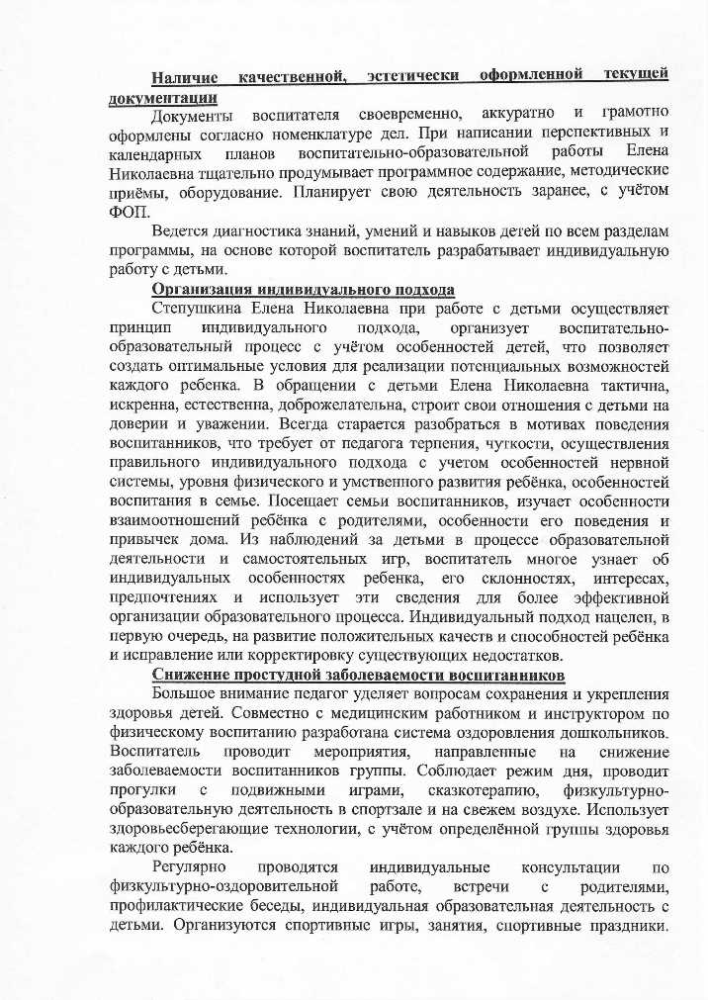 Наличие качественной, эстетически оформленной текущей
документации
Документы воспитателя своевременно, аккуратно и грамотно
оформлены согласно номенклатуре дел. При написании перспективных и
календарных планов воспитательно-образовательной работы Елена
Николаевна тщательно продумывает программное содержание, методические
приёмы, оборудование. Планирует свою деятельность заранее, с учётом
ФОП.
Ведется диагностика знаний, умений и навыков детей по всем разделам
программы, на основе которой воспитатель разрабатывает индивидуальную
работу с детьми.
Организация индивидуального подхода
Степушкина Елена Николаевна при работе с детьми осуществляет
принцип индивидуального подхода, организует воспитательно-
образовательный процесс с учётом особенностей детей, что позволяет
создать оптимальные условия для реализации потенциальных возможностей
каждого ребенка. В обращении с детьми Елена Николаевна тактична,
искренна, естественна, доброжелательна, строит свои отношения с детьми на
доверии и уважении. Всегда старается разобраться в мотивах поведения
воспитанников, что требует от педагога терпения, чуткости, осуществления
правильного индивидуального подхода с учетом особенностей нервной
системы, уровня физического и умственного развития ребёнка, особенностей
воспитания в семье. Посещает семьи воспитанников, изучает особенности
взаимоотношений ребёнка с родителями, особенности его поведения и
привычек дома. Из наблюдений за детьми в процессе образовательной
деятельности и самостоятельных игр, воспитатель многое узнает об
индивидуальных особенностях ребенка, его склонностях, интересах,
предпочтениях и использует эти сведения для более эффективной
организации образовательного процесса. Индивидуальный подход нацелен, в
первую очередь, на развитие положительных качеств и способностей ребёнка
и исправление или корректировку существующих недостатков.
Снижение простудной заболеваемости воспитанников
Большое внимание педагог уделяет вопросам сохранения и укрепления
здоровья детей. Совместно с медицинским работником и инструктором по
физическому воспитанию разработана система оздоровления дошкольников.
Воспитатель проводит мероприятия, направленные на снижение
заболеваемости воспитанников группы. Соблюдает режим дня, проводит
прогулки с подвижными играми, сказкотерапию, физкультурно-
образовательную деятельность в спортзале и на свежем воздухе. Использует
здоровьесберегающие технологии, с учётом определённой группы здоровья
каждого ребёнка.
Регулярно проводятся индивидуальные консультации по
физкультурно-оздоровительной работе, встречи с родителями,
профилактические беседы, индивидуальная образовательная деятельность с
детьми. Организуются спортивные игры, занятия, спортивные праздники.